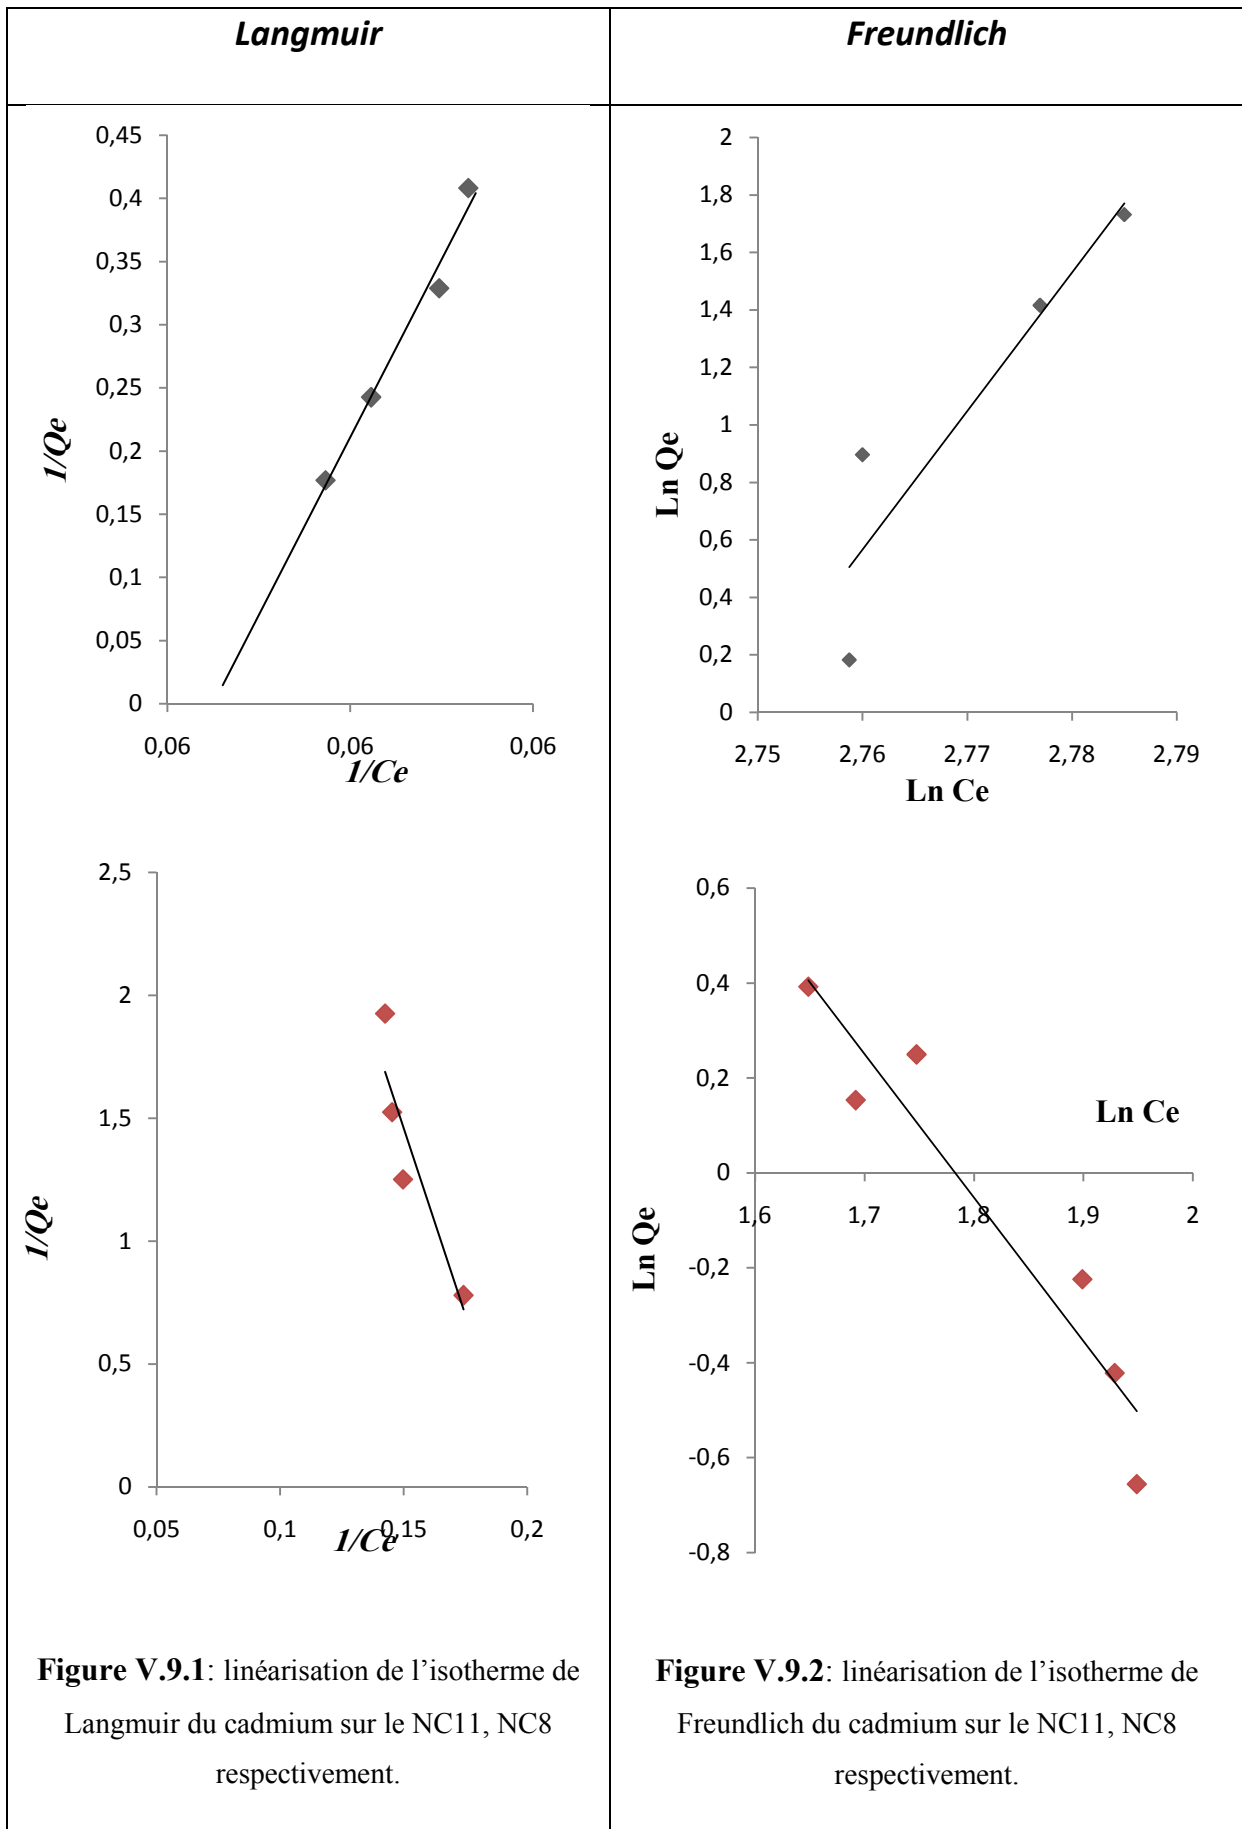 Langmuir
Freundlich
0,45
0,4
0,35
0,3
0,25
0,2
0,15
0,1
0,05
0
1/Qe
0,06 0,06 0,06
1/Ce
2
1,8
1,6
1,4
1,2
1
0,8
0,6
0,4
0,2
0
Ln Qe
2,75 2,76 2,77 2,78 2,79
Ln Ce
2,5
2
1,5
1
0,5
0
1/Qe
0,05 0,1 0,15 0,2
1/Ce
0,6
0,4
0,2
0
-0,2
-0,4
-0,6
-0,8
Ln Qe
Ln Ce
1,6 1,7 1,8 1,9 2
Figure V.9.1: linéarisation de l’isotherme de
Langmuir du cadmium sur le NC11, NC8
respectivement.
Figure V.9.2: linéarisation de l’isotherme de
Freundlich du cadmium sur le NC11, NC8
respectivement.